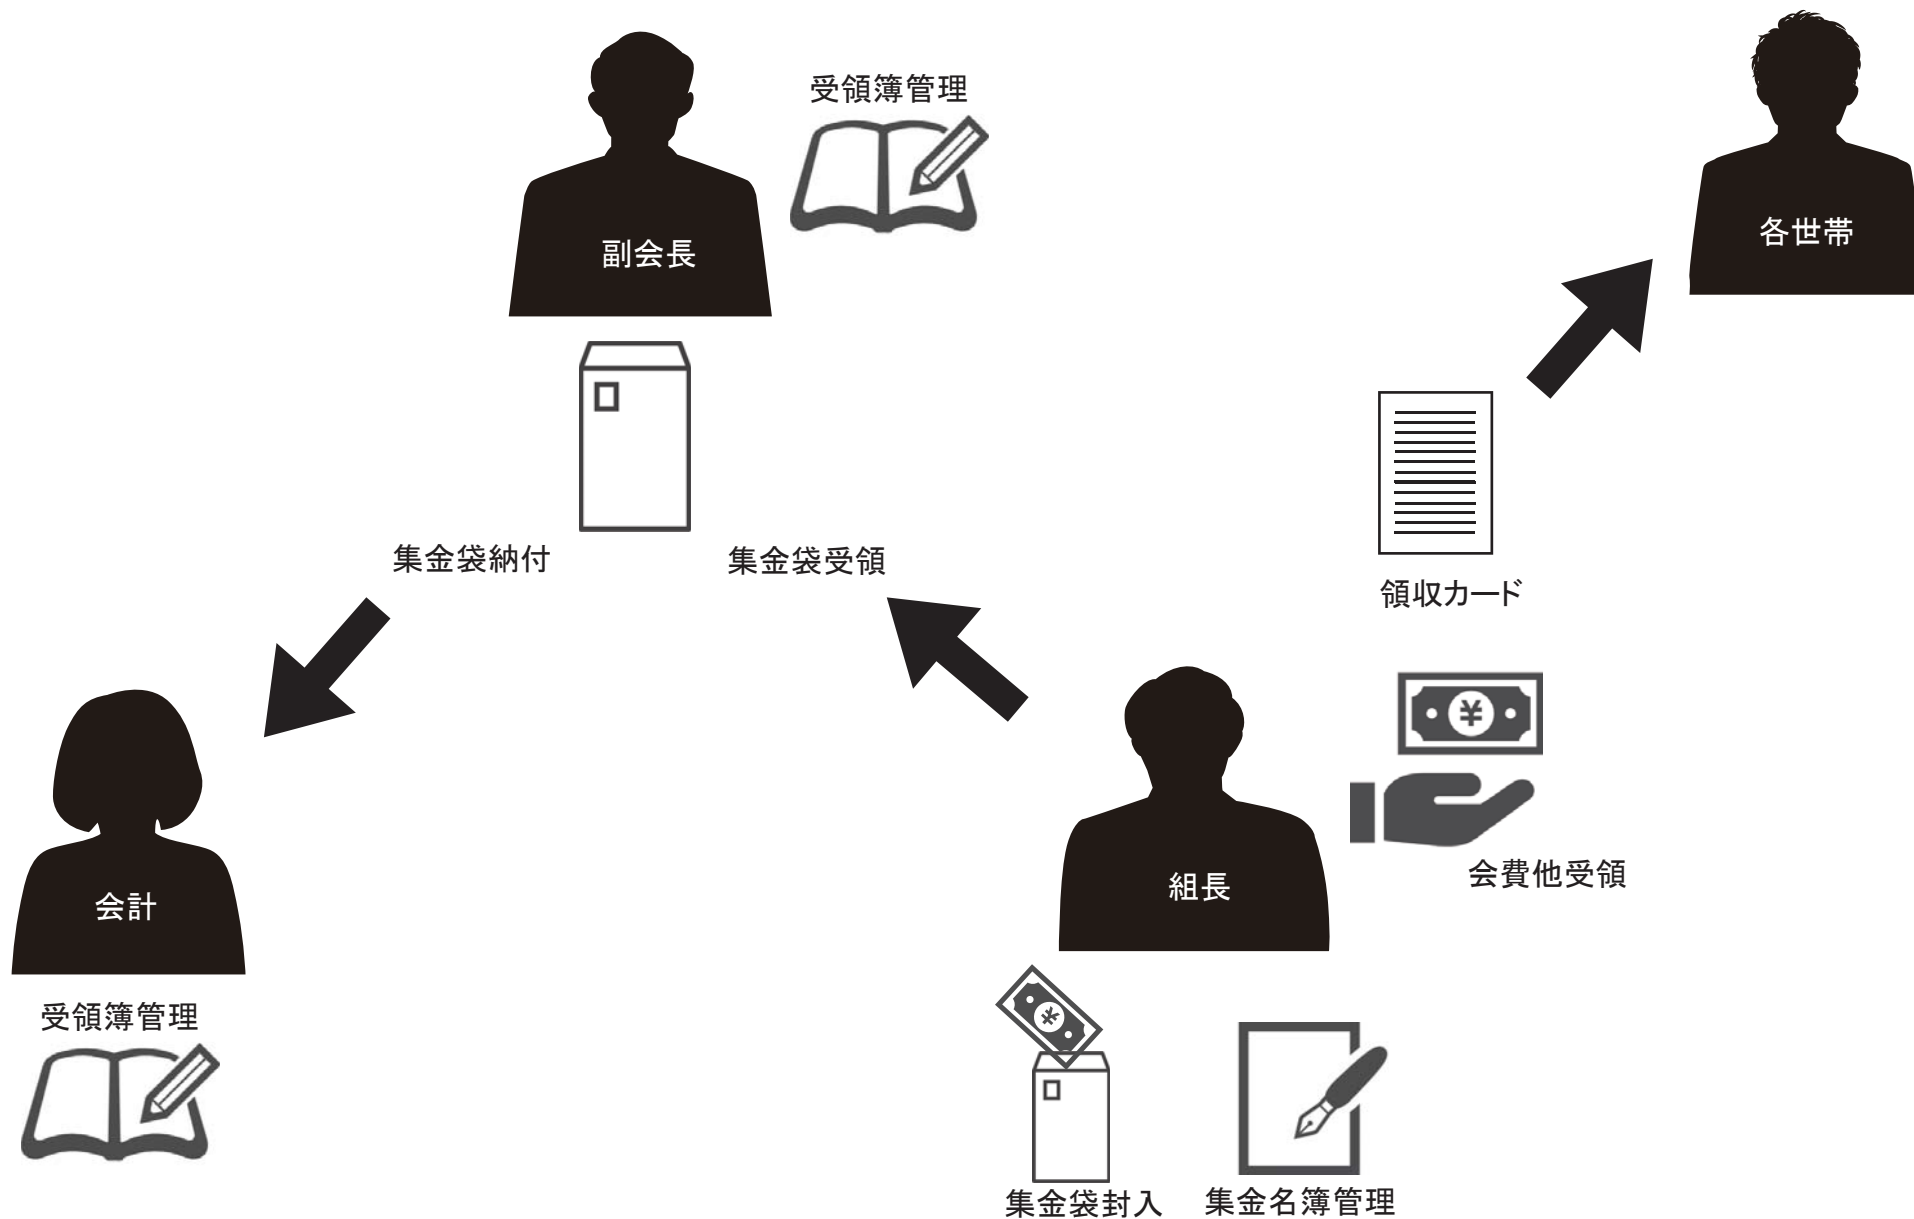 受領簿管理
副会長
各世帯
集金袋納付
集金袋受領
領収カード
会費他受領
組長
会計
受領簿管理
集金袋封入
集金名簿管理